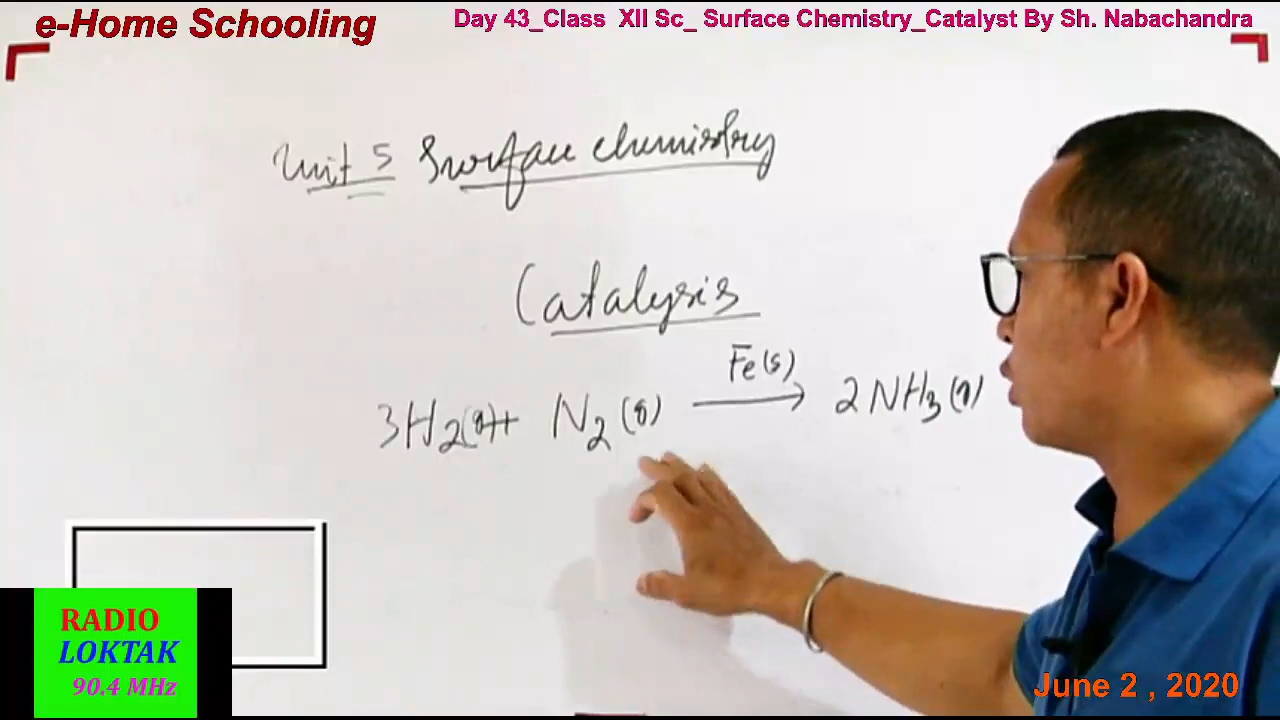 e-Home Schooling
Day 43_Class XII Sc_ Surface Chemistry_Catalyst By Sh. Nabachandra
Unit 5 Surface chemistry
Catalysis
Fe(s)
3H2(g)+ N2(g) → 2NH3(g)
RADIO
LOKTAK
90.4 MHz
June 2 , 2020